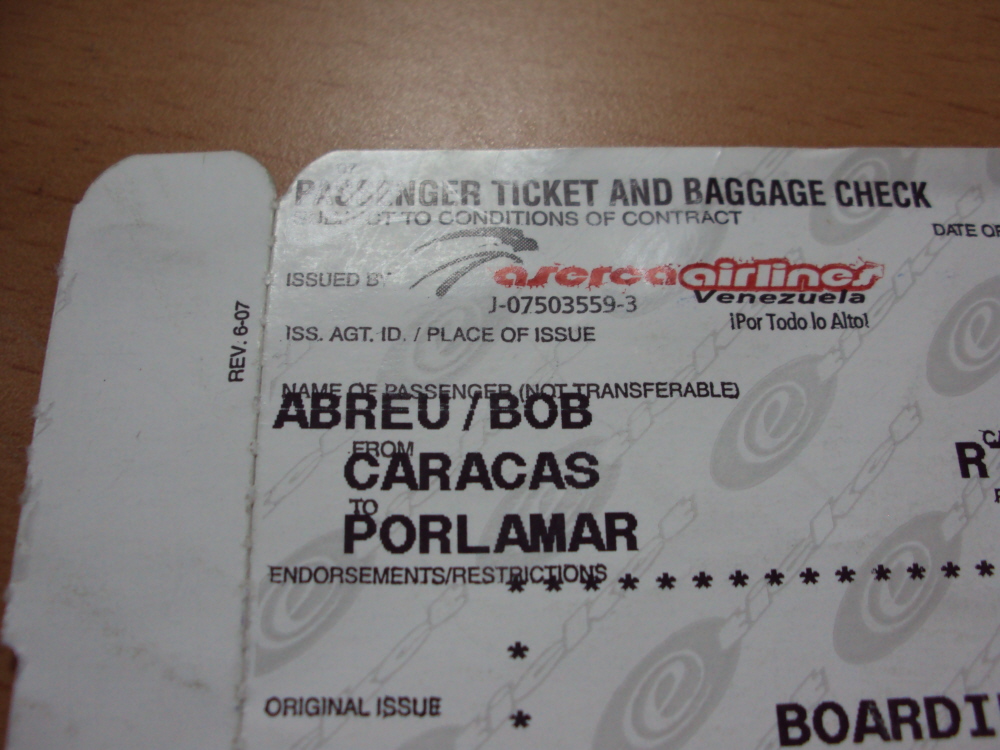 PASSENGER TICKET AND BAGGAGE CHECK
SUBJECT TO CONDITIONS OF CONTRACT
DATE OF
ISSUED BY
aserca airlines
Venezuela
J-07503559-3
¡Por Todo lo Alto!
ISS. AGT. ID. / PLACE OF ISSUE
REV. 6-07
NAME OF PASSENGER (NOT TRANSFERABLE)
ABREU / BOB
FROM
CARACAS
R
TO
PORLAMAR
ENDORSEMENTS/RESTRICTIONS
* * * * * * * * * * * * *
*
ORIGINAL ISSUE
*
BOARDI